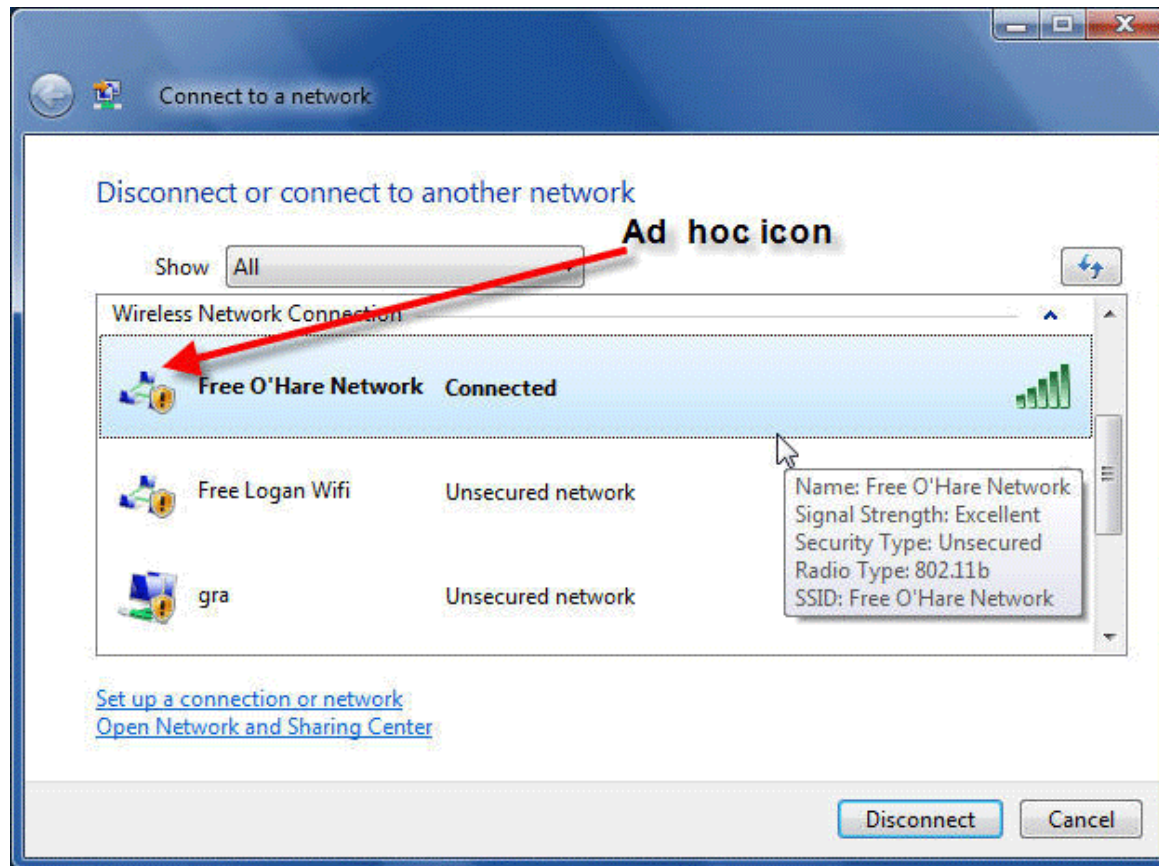 Connect to a network
Disconnect or connect to another network
Ad hoc icon
Show All
Wireless Network Connection
Free O'Hare Network Connected
Free Logan Wifi Unsecured network
Name: Free O'Hare Network
Signal Strength: Excellent
Security Type: Unsecured
Radio Type: 802.11b
SSID: Free O'Hare Network
gra Unsecured network
Set up a connection or network
Open Network and Sharing Center
Disconnect Cancel